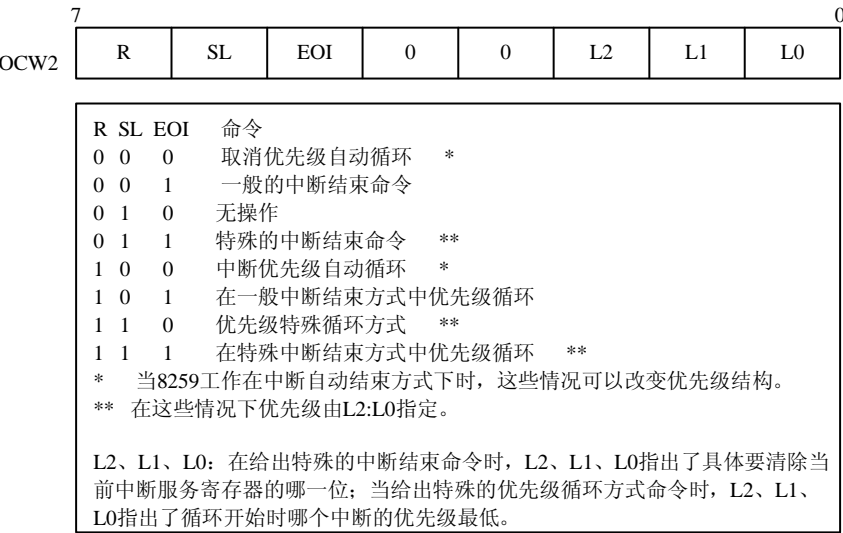 7 0
OCW2 R SL EOI 0 0 L2 L1 L0
R SL EOI 命令
0 0 0 取消优先级自动循环 *
0 0 1 一般的中断结束命令
0 1 0 无操作
0 1 1 特殊的中断结束命令 **
1 0 0 中断优先级自动循环 *
1 0 1 在一般中断结束方式中优先级循环
1 1 0 优先级特殊循环方式 **
1 1 1 在特殊中断结束方式中优先级循环 **
* 当8259工作在中断自动结束方式下时，这些情况可以改变优先级结构。
** 在这些情况下优先级由L2:L0指定。
L2、L1、L0：在给出特殊的中断结束命令时，L2、L1、L0指出了具体要清除当
前中断服务寄存器的哪一位；当给出特殊的优先级循环方式命令时，L2、L1、
L0指出了循环开始时哪个中断的优先级最低。